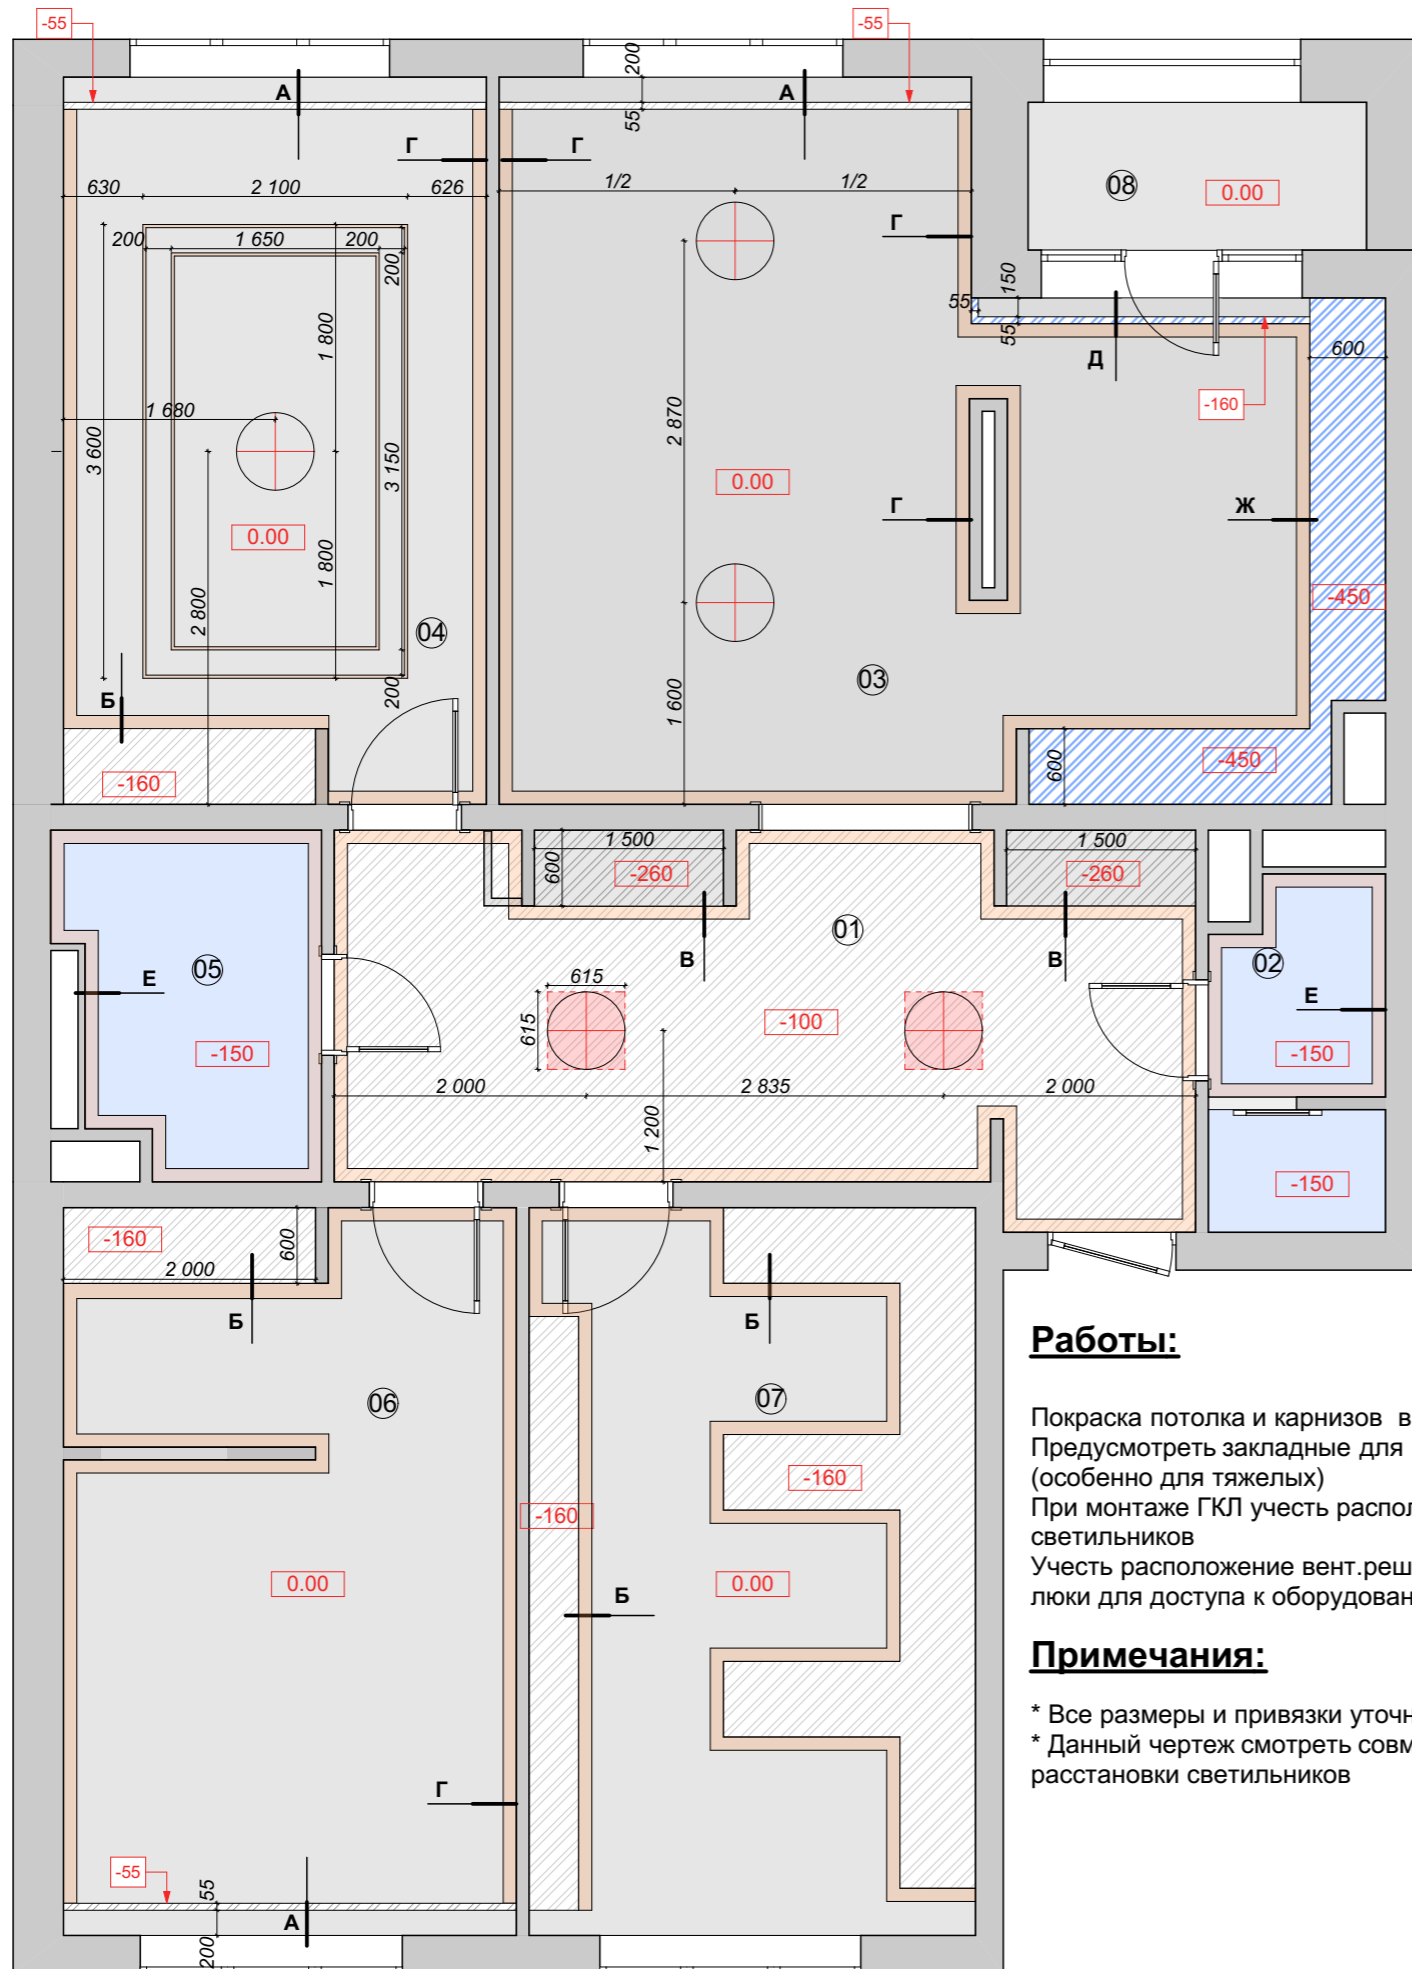 -55
-55
200
А
А
55
Г
Г
630
2 100
626
1/2
1/2
08
0.00
Г
200
1 650
200
200
150
55
55
1 800
Д
600
1 680
-160
3 600
3 150
2 870
0.00
Г
Ж
0.00
1 800
2 800
-450
04
03
Б
200
1 600
-160
600
-450
1 500
600
-260
1 500
-260
01
В
В
02
05
Е
615
Е
615
-100
-150
-150
2 000
2 835
2 000
1 200
-150
-160
600
2 000
Б
Б
06
07
-160
-160
0.00
0.00
Б
Г
-55
55
А
200
Работы:
Покраска потолка и карнизов в
Предусмотреть закладные для
(особенно для тяжелых)
При монтаже ГКЛ учесть распол
светильников
Учесть расположение вент.реш
люки для доступа к оборудован
Примечания:
* Все размеры и привязки уточн
* Данный чертеж смотреть совм
расстановки светильников